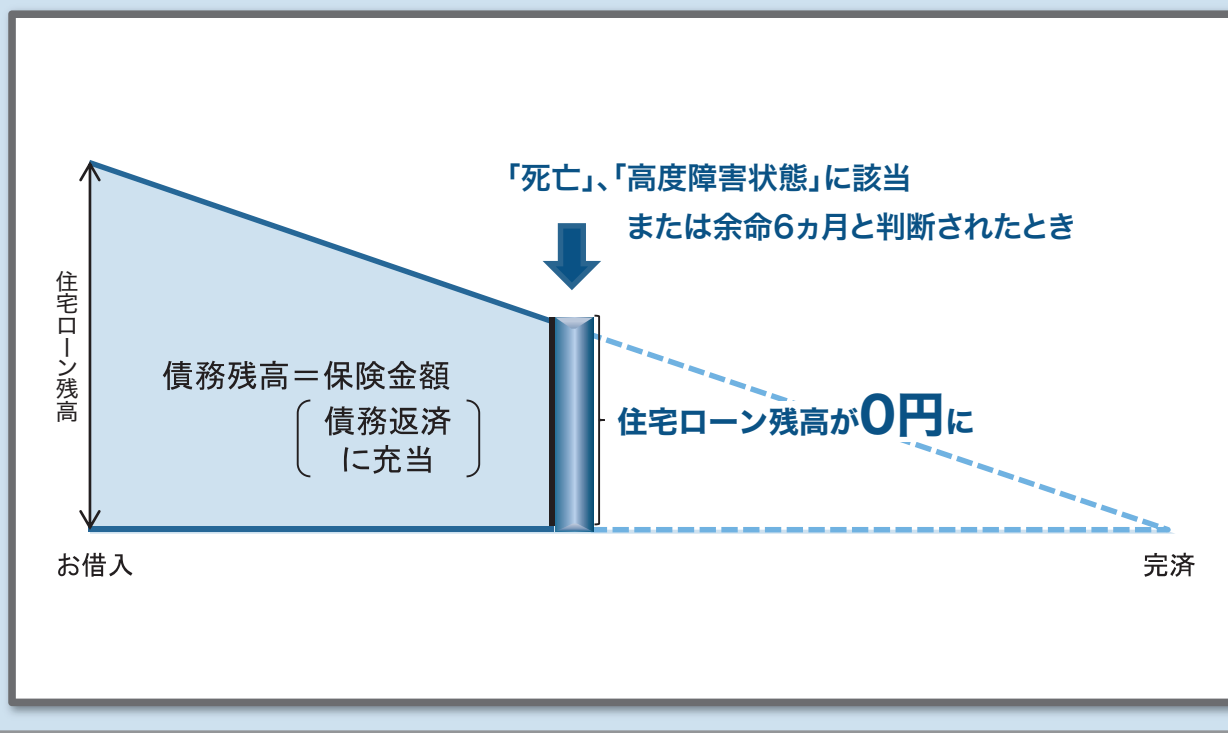 「死亡」、「高度障害状態」に該当
または余命6ヵ月と判断されたとき
住宅ローン残高
債務残高＝保険金額
債務返済
に充当
住宅ローン残高が0円に
お借入
完済